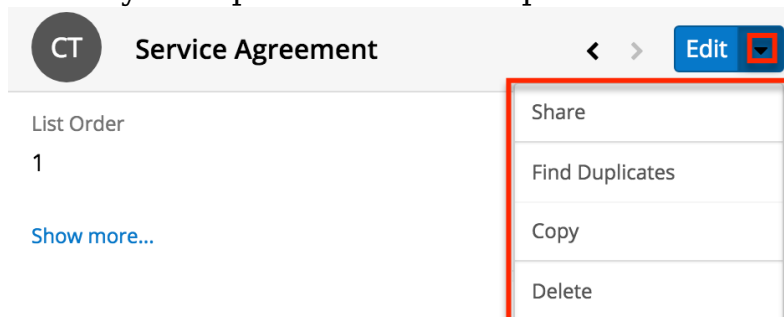 CT Service Agreement < > Edit
List Order
1
Show more...
Share
Find Duplicates
Copy
Delete